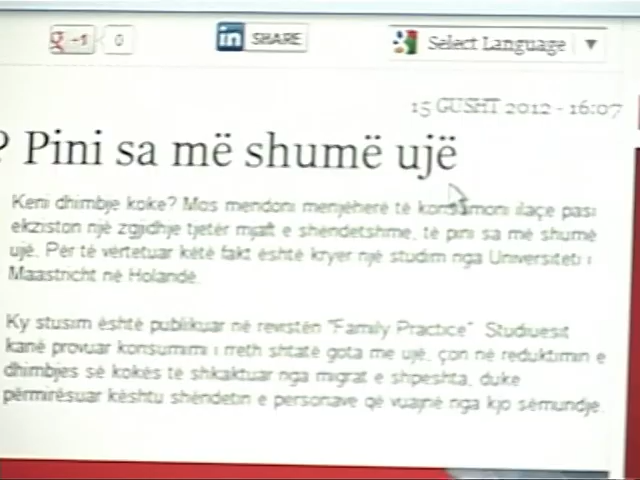 g +1 0 in SHARE Select Language ▼
15 GUSHT 2012 - 16:07
? Pini sa më shumë ujë
Keni dhimbje koke? Mos mendoni menjëherë të konsumoni ilaçe pasi
ekziston një zgjidhje tjetër mjaft e shëndetshme, të pini sa më shumë
ujë. Për të vërtetuar këtë fakt është kryer një studim nga Universiteti i
Maastricht në Holandë.
Ky stusim është publikuar në revistën "Family Practice" Studiuesit
kanë provuar konsumimi i rreth shtatë gota me ujë, çon në reduktimin e
dhimbjes së kokës të shkaktuar nga migrat e shpeshta, duke
përmirësuar kështu shëndetin e personave që vuajnë nga kjo sëmundje.